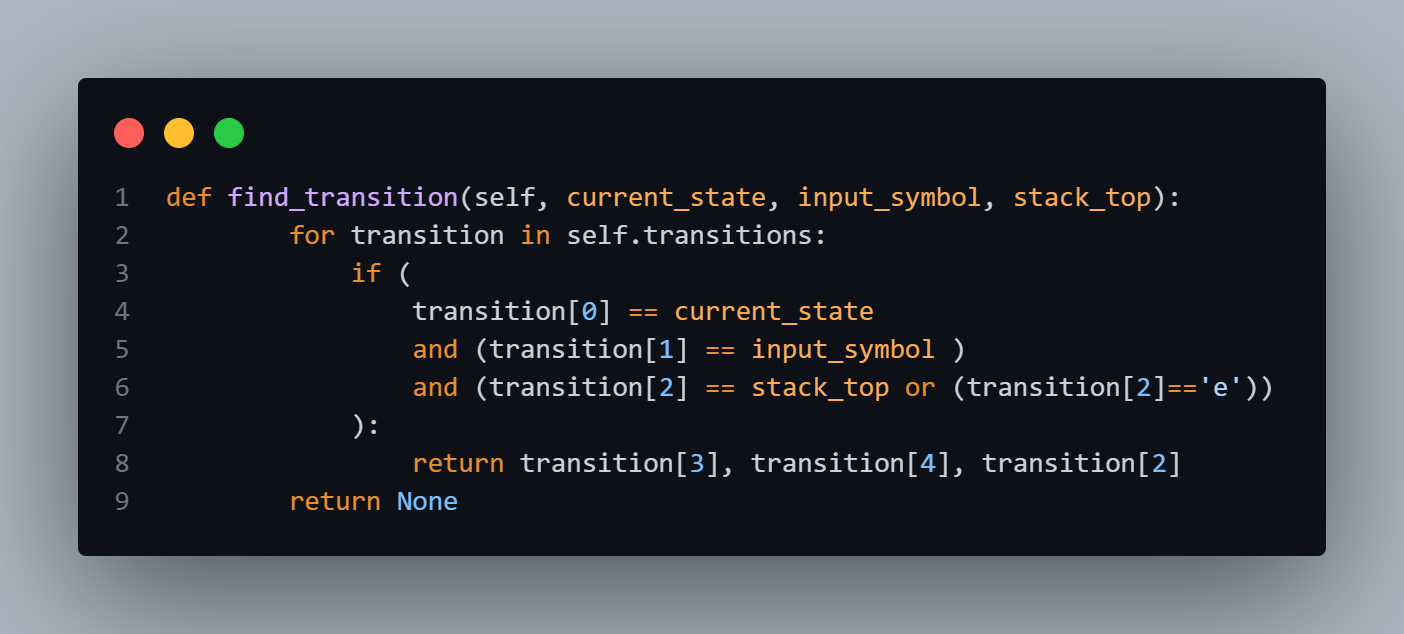 1 def find_transition(self, current_state, input_symbol, stack_top):
2         for transition in self.transitions:
3             if (
4                 transition[0] == current_state
5                 and (transition[1] == input_symbol )
6                 and (transition[2] == stack_top or (transition[2]=='e'))
7             ):
8                 return transition[3], transition[4], transition[2]
9         return None